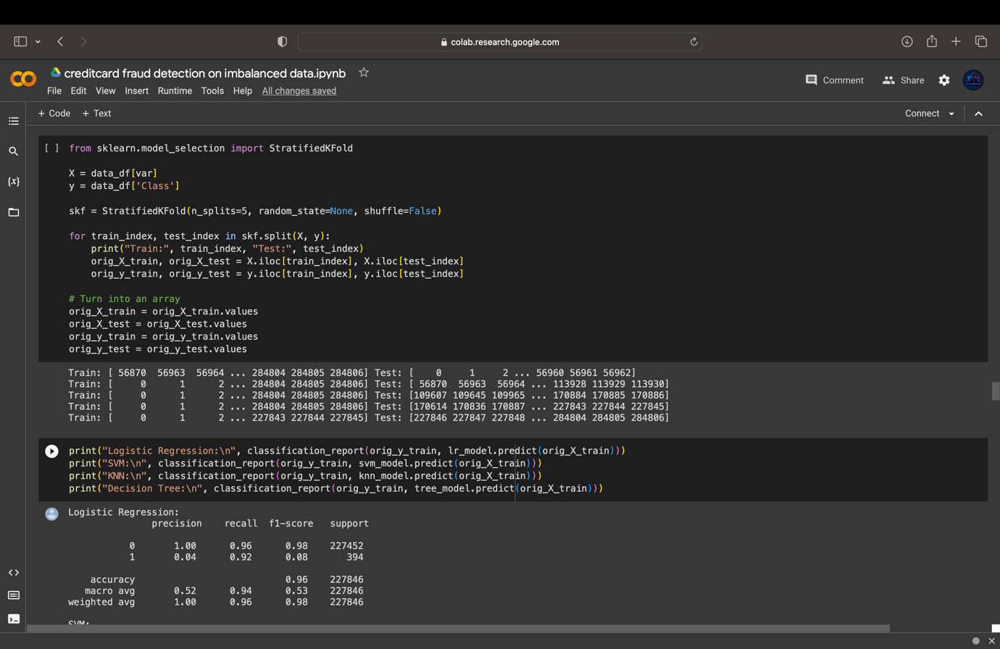 colab.research.google.com
creditcard fraud detection on imbalanced data.ipynb
File Edit View Insert Runtime Tools Help All changes saved
Comment Share
+ Code + Text
Connect
[ ] from sklearn.model_selection import StratifiedKFold
X = data_df[var]
y = data_df['Class']
skf = StratifiedKFold(n_splits=5, random_state=None, shuffle=False)
for train_index, test_index in skf.split(X, y):
    print("Train:", train_index, "Test:", test_index)
    orig_X_train, orig_X_test = X.iloc[train_index], X.iloc[test_index]
    orig_y_train, orig_y_test = y.iloc[train_index], y.iloc[test_index]
# Turn into an array
orig_X_train = orig_X_train.values
orig_X_test = orig_X_test.values
orig_y_train = orig_y_train.values
orig_y_test = orig_y_test.values
Train: [ 56870  56963  56964 ... 284804 284805 284806] Test: [    0     1     2 ... 56960 56961 56962]
Train: [     0      1      2 ... 284804 284805 284806] Test: [ 56870  56963  56964 ... 113928 113929 113930]
Train: [     0      1      2 ... 284804 284805 284806] Test: [109607 109645 109965 ... 170884 170885 170886]
Train: [     0      1      2 ... 284804 284805 284806] Test: [170614 170836 170887 ... 227843 227844 227845]
Train: [     0      1      2 ... 227843 227844 227845] Test: [227846 227847 227848 ... 284804 284805 284806]
print("Logistic Regression:\n", classification_report(orig_y_train, lr_model.predict(orig_X_train)))
print("SVM:\n", classification_report(orig_y_train, svm_model.predict(orig_X_train)))
print("KNN:\n", classification_report(orig_y_train, knn_model.predict(orig_X_train)))
print("Decision Tree:\n", classification_report(orig_y_train, tree_model.predict(orig_X_train)))
Logistic Regression:
               precision    recall  f1-score   support
           0       1.00      0.96      0.98    227452
           1       0.04      0.92      0.08       394
    accuracy                           0.96    227846
   macro avg       0.52      0.94      0.53    227846
weighted avg       1.00      0.96      0.98    227846
SVM:
{x}